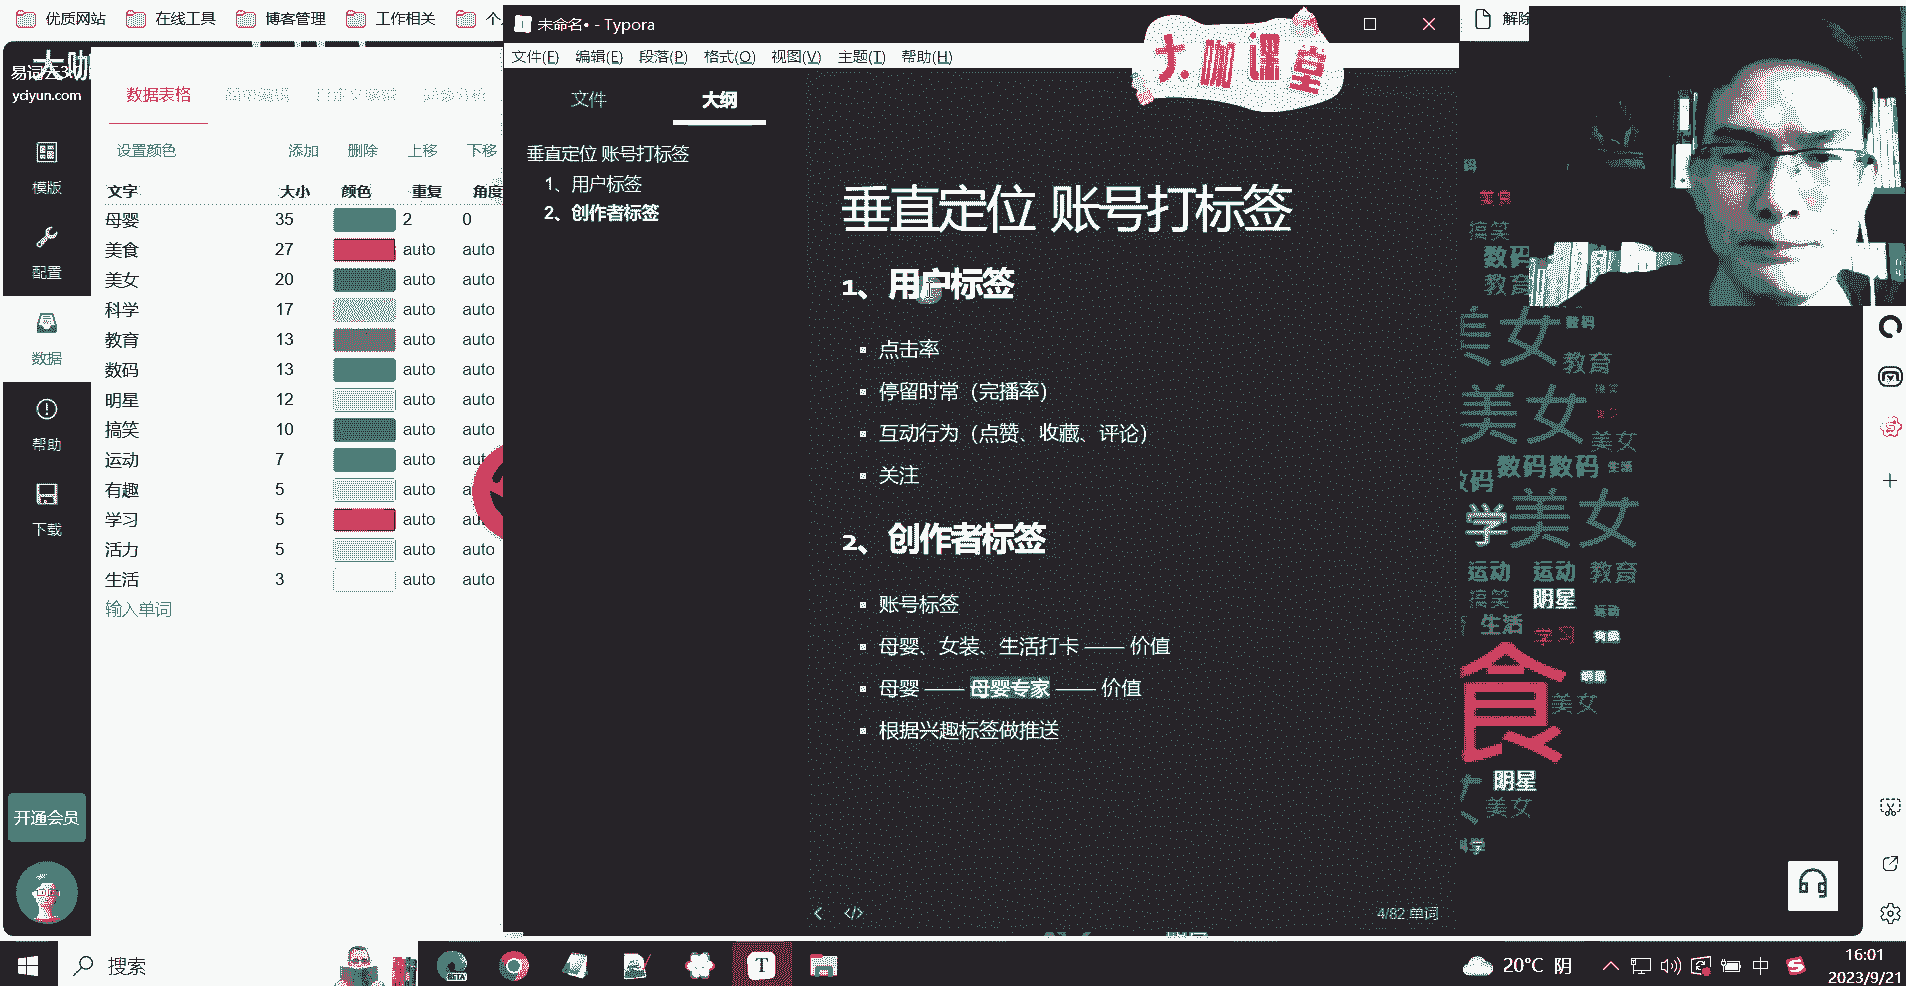 优质网站 在线工具 博客管理 工作相关
未命名• - Typora
解除
大咖课堂
文件(F) 编辑(E) 段落(P) 格式(O) 视图(V) 主题(T) 帮助(H)
yciyun.com
数据表格
文件 大纲
设置颜色 添加 删除 上移 下移
垂直定位 账号打标签
1、用户标签
2、创作者标签
模版
配置
数据
帮助
下载
开通会员
文字 大小 颜色 重复 角度
母婴 35 2 0
美食 27 auto auto
美女 20 auto auto
科学 17 auto auto
教育 13 auto auto
数码 13 auto auto
明星 12 auto auto
搞笑 10 auto auto
运动 7 auto auto
有趣 5 auto auto
学习 5 auto auto
活力 5 auto auto
生活 3 auto auto
输入单词
垂直定位 账号打标签
1、用户标签
点击率
停留时常（完播率）
互动行为（点赞、收藏、评论）
关注
2、创作者标签
账号标签
母婴、女装、生活打卡 —— 价值
母婴 —— 母婴专家 —— 价值
根据兴趣标签做推送
4/82 单词
搞笑
数码
教育
美女 数码
教育
美女
美女
数码数码 生活
数码
学 美女
运动 运动 教育
搞笑 明星 运动
生活 学习 有趣
食 明星
美女
明星
美女
科学
搜索
BETA
20°C 阴
中
16:01
2023/9/21